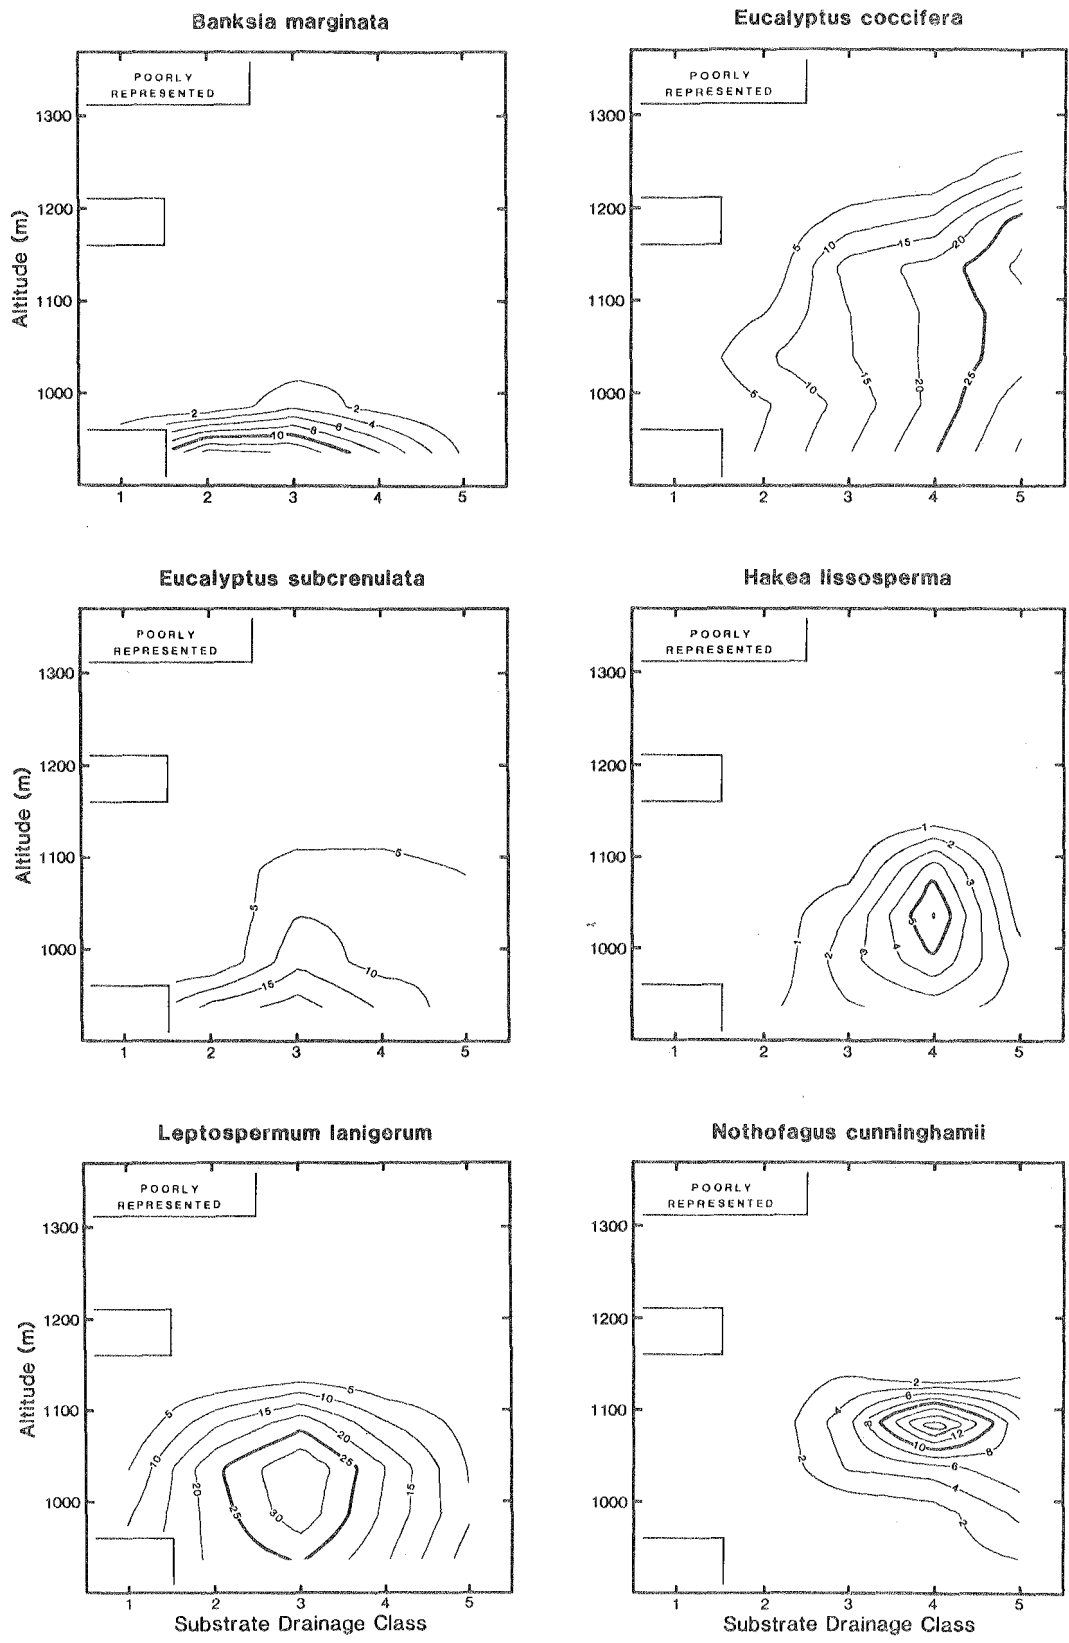 Banksia marginata
POORLY
REPRESENTED
1300
1200
1100
1000
Altitude (m)
2
2
4
6
8
10
1 2 3 4 5
Eucalyptus coccifera
POORLY
REPRESENTED
1300
1200
1100
1000
5
10
15
20
5
10
15
20
25
1 2 3 4 5
Eucalyptus subcrenulata
POORLY
REPRESENTED
1300
1200
1100
1000
Altitude (m)
5
5
10
15
1 2 3 4 5
Hakea lissosperma
POORLY
REPRESENTED
1300
1200
1100
1000
1
2
3
1
2
3
4
5
1 2 3 4 5
Leptospermum lanigerum
POORLY
REPRESENTED
1300
1200
1100
1000
Altitude (m)
5
5
10
15
20
25
10
20
25
30
15
1 2 3 4 5
Substrate Drainage Class
Nothofagus cunninghamii
POORLY
REPRESENTED
1300
1200
1100
1000
2
6
4
8
10
12
8
2
6
4
2
1 2 3 4 5
Substrate Drainage Class